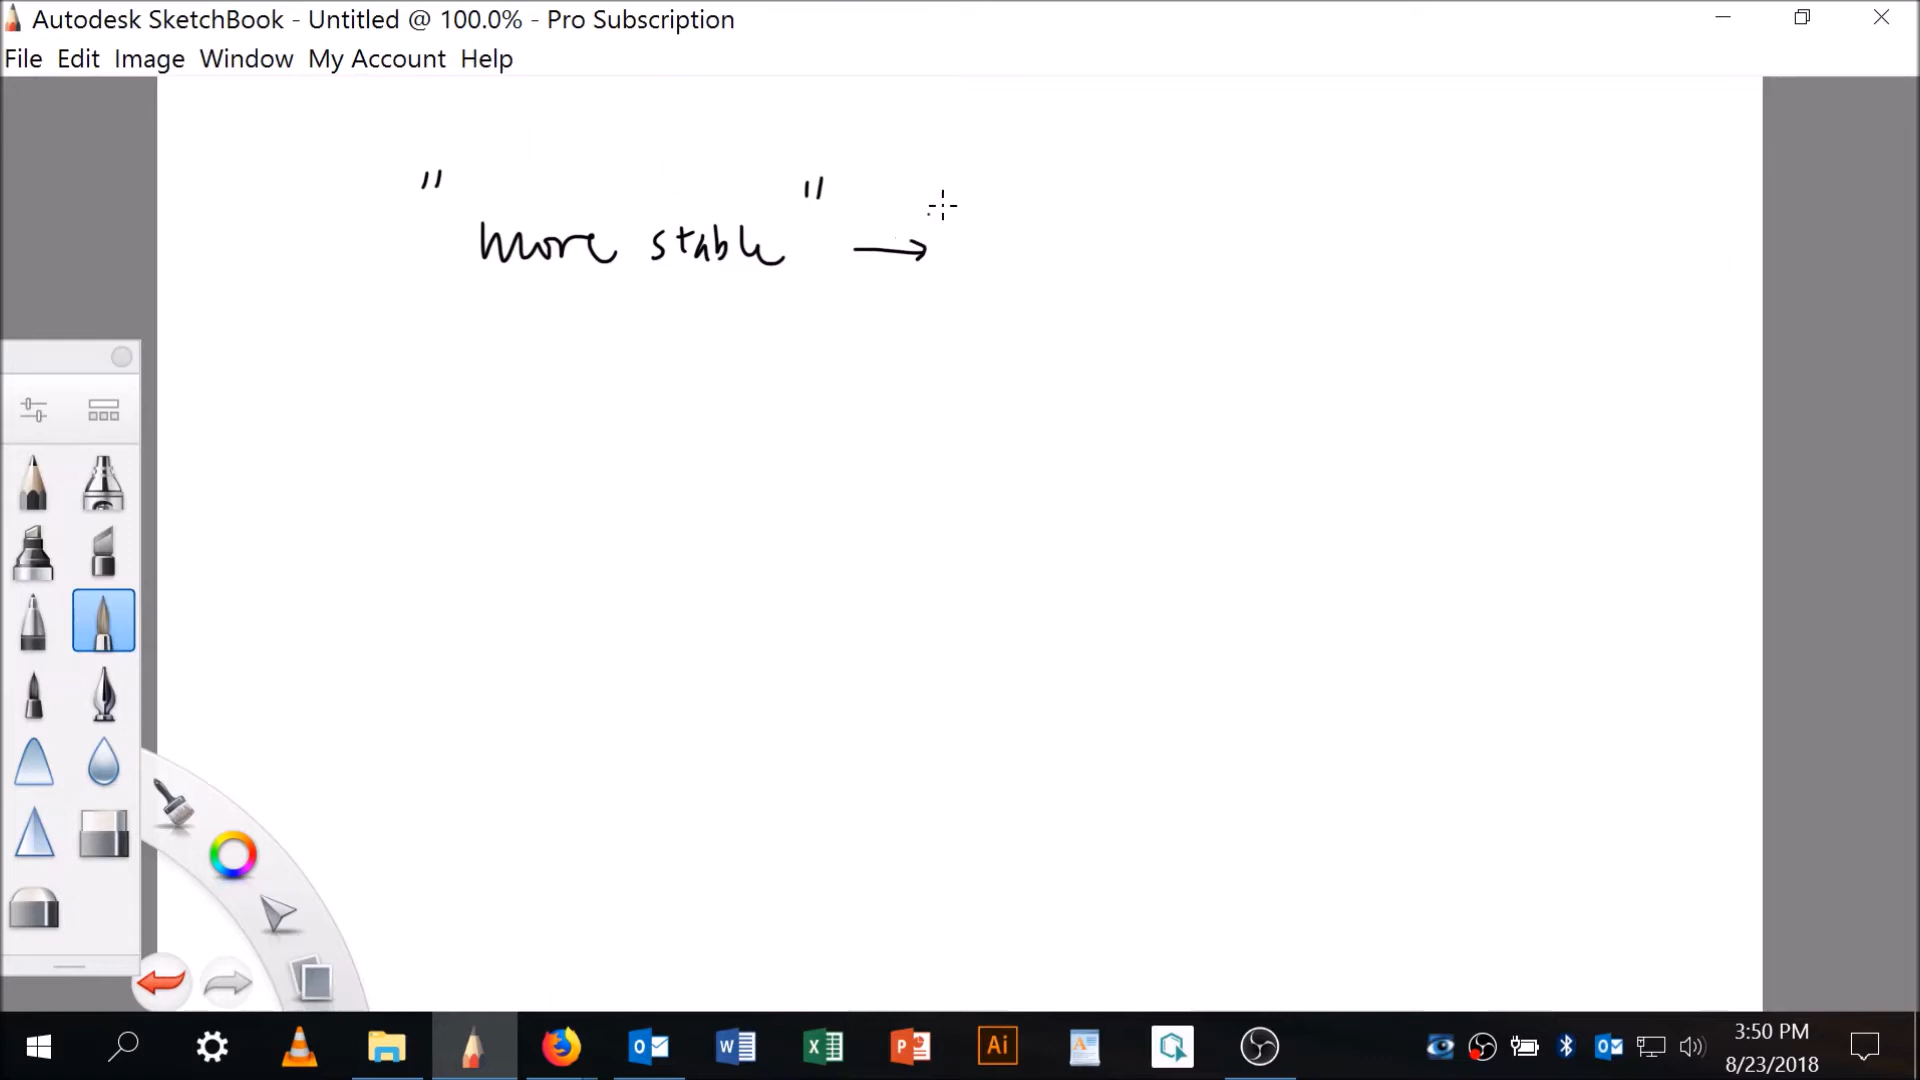 Autodesk SketchBook - Untitled @ 100.0% - Pro Subscription
File Edit Image Window My Account Help
" more stable " →
Ai
3:50 PM
8/23/2018